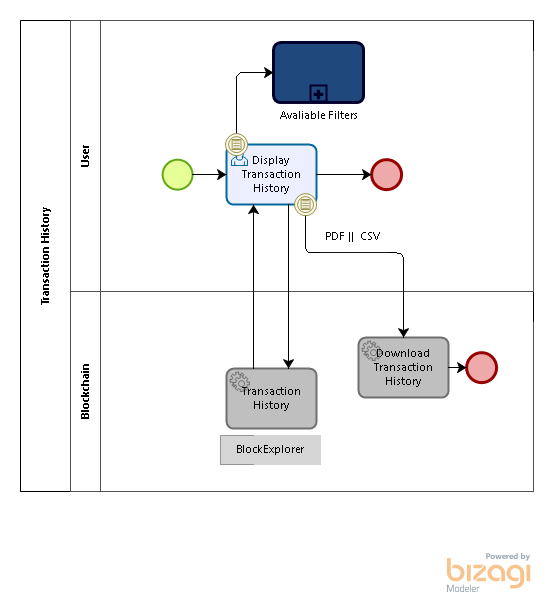 Transaction History
User
Avaliable Filters
Display
Transaction
History
PDF || CSV
Blockchain
Transaction
History
BlockExplorer
Download
Transaction
History
Powered by
bizagi
Modeler